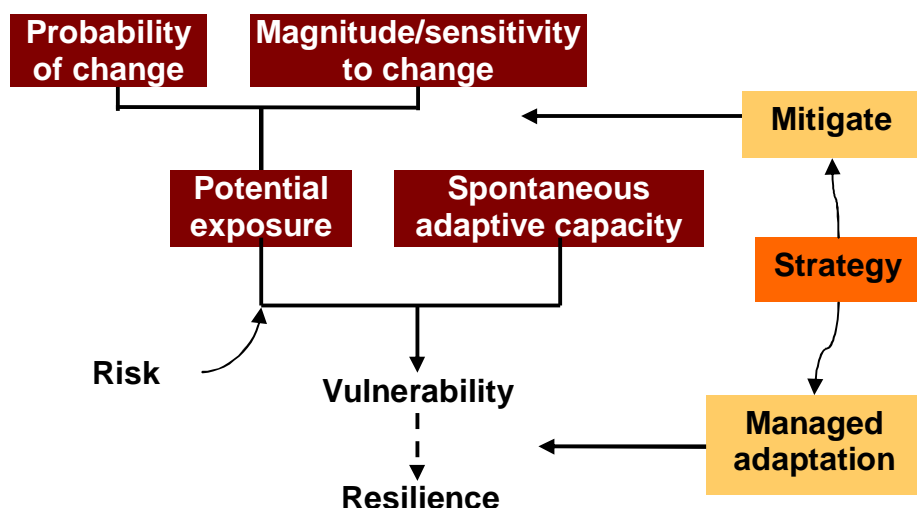 Probability
of change
Magnitude/sensitivity
to change
Mitigate
Potential
exposure
Spontaneous
adaptive capacity
Strategy
Risk
Vulnerability
Managed
adaptation
Resilience